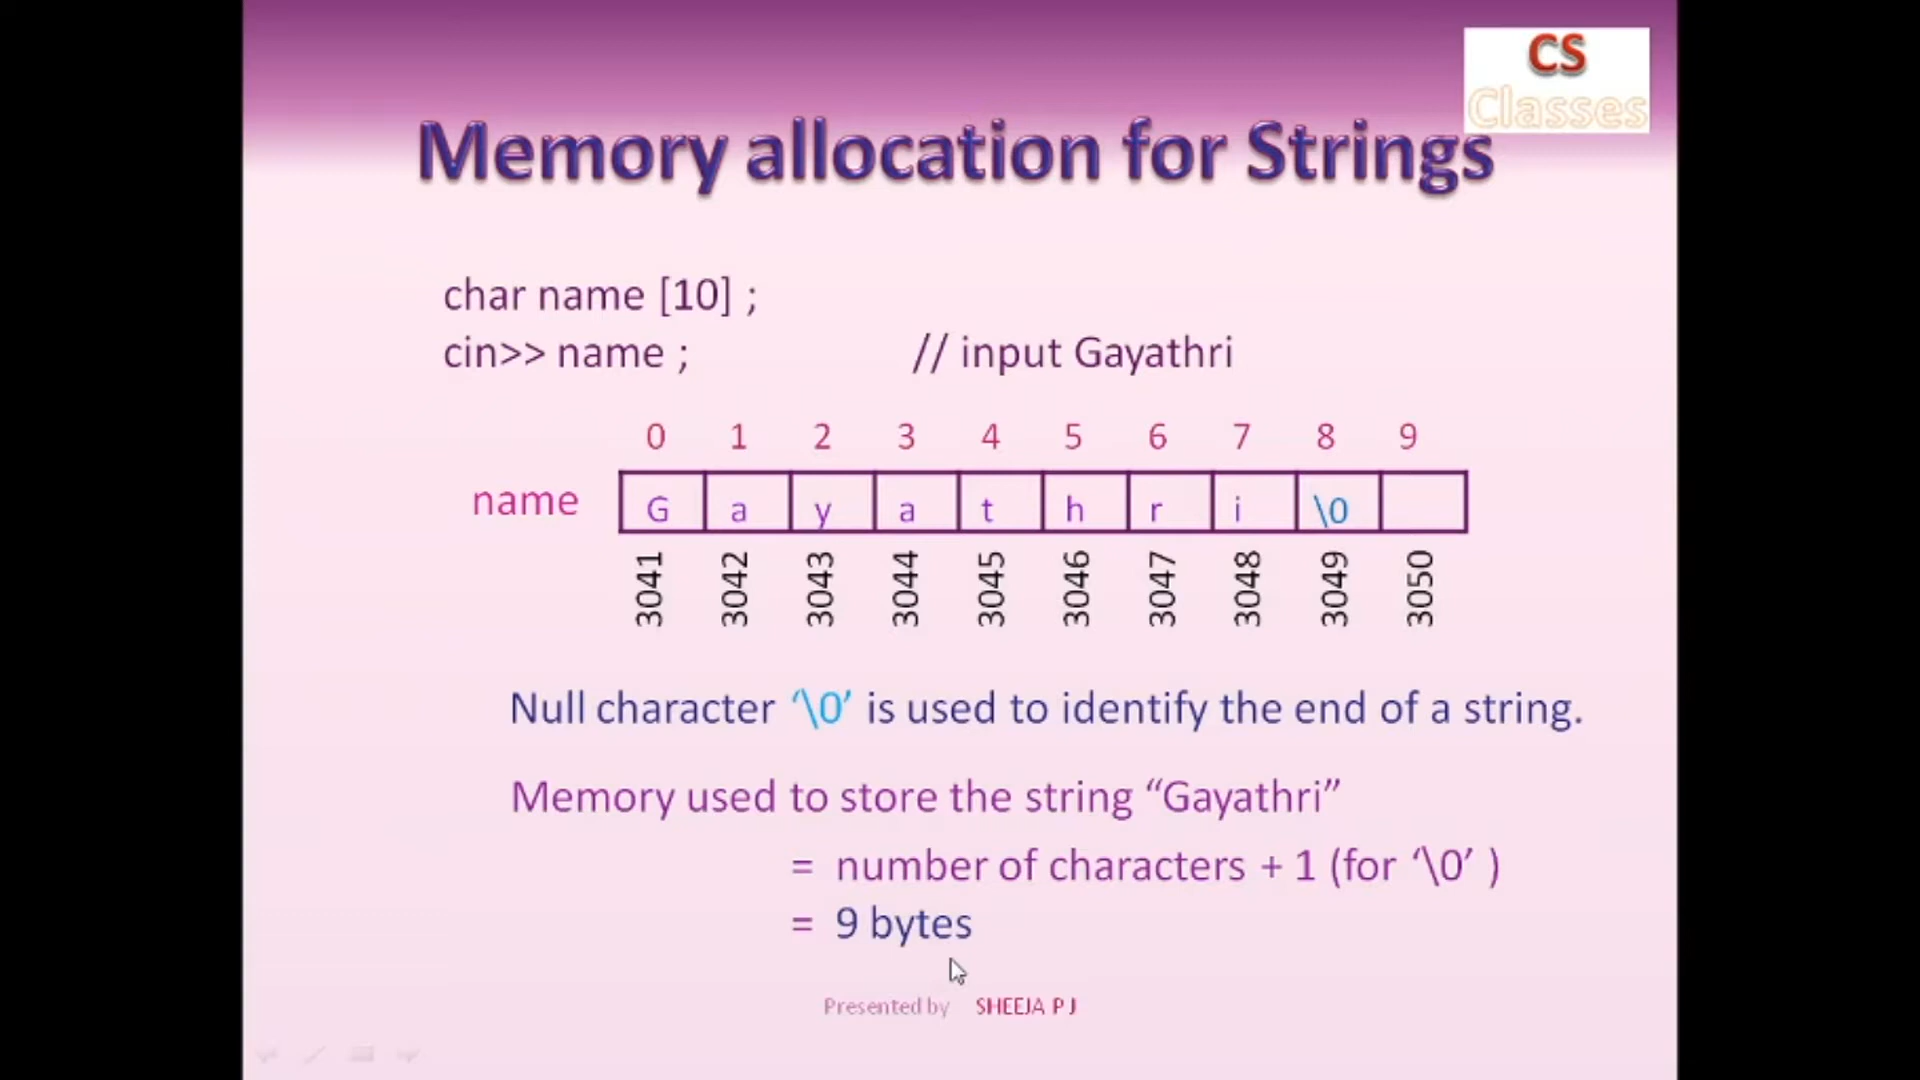 CS
Classes
Memory allocation for Strings
char name [10] ;
cin>> name ; // input Gayathri
0 1 2 3 4 5 6 7 8 9
name G a y a t h r i \0
3041 3042 3043 3044 3045 3046 3047 3048 3049 3050
Null character ‘\0’ is used to identify the end of a string.
Memory used to store the string “Gayathri”
= number of characters + 1 (for ‘\0’ )
= 9 bytes
Presented by SHEEJA P J